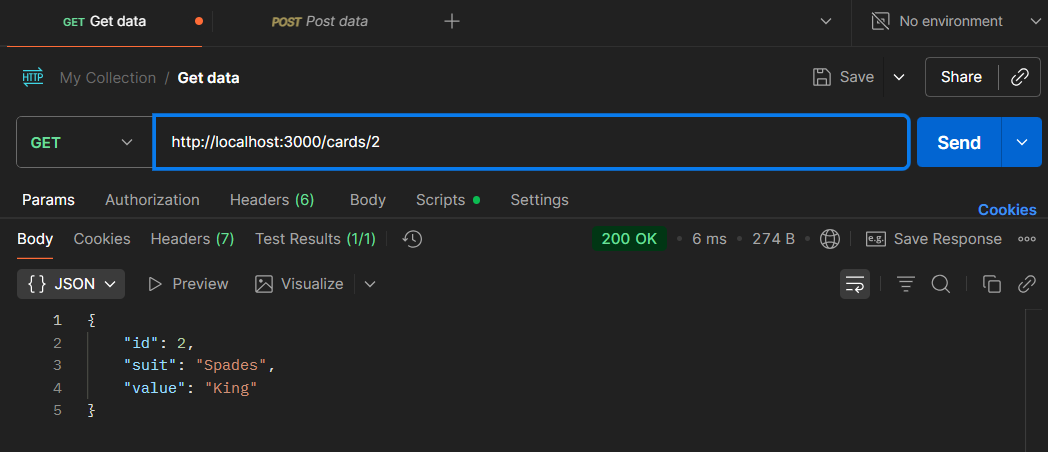 GET Get data POST Post data No environment
HTTP My Collection / Get data Save Share
GET http://localhost:3000/cards/2 Send
Params Authorization Headers (6) Body Scripts Settings Cookies
Body Cookies Headers (7) Test Results (1/1) 200 OK 6 ms 274 B e.g. Save Response
{} JSON Preview Visualize
1 {
2 "id": 2,
3 "suit": "Spades",
4 "value": "King"
5 }